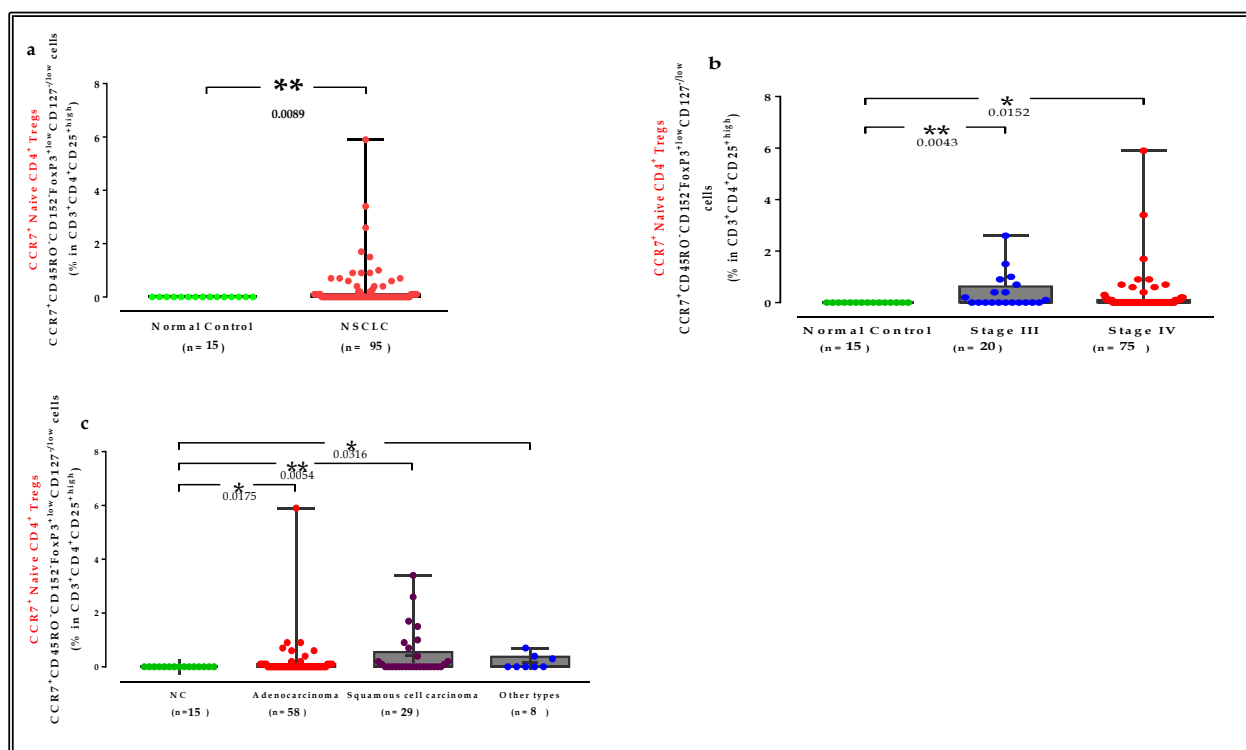 a
CCR7⁺ Naive CD4⁺ Tregs
CCR7⁺CD45RO⁻CD152⁻FoxP3⁺ˡᵒʷCD127⁻/ˡᵒʷ cells
(% in CD3⁺CD4⁺CD25⁺ʰⁱᵍʰ)
8
6
4
2
0
**
0.0089
Normal Control
NSCLC
(n= 15)
(n= 95)
b
CCR7⁺ Naive CD4⁺ Tregs
CCR7⁺CD45RO⁻CD152⁻FoxP3⁺ˡᵒʷCD127⁻/ˡᵒʷ
cells
(% in CD3⁺CD4⁺CD25⁺ʰⁱᵍʰ)
8
6
4
2
0
*
0.0152
**
0.0043
Normal Control
Stage III
Stage IV
(n= 15 )
(n= 20 )
(n= 75 )
c
CCR7⁺ Naive CD4⁺ Tregs
CCR7⁺CD45RO⁻CD152⁻FoxP3⁺ˡᵒʷCD127⁻/ˡᵒʷ cells
(% in CD3⁺CD4⁺CD25⁺ʰⁱᵍʰ)
8
6
4
2
0
*
0.0316
**
0.0054
*
0.0175
NC
Adenocarcinoma
Squamous cell carcinoma
Other types
(n=15 )
(n=58 )
(n=29 )
(n=8 )